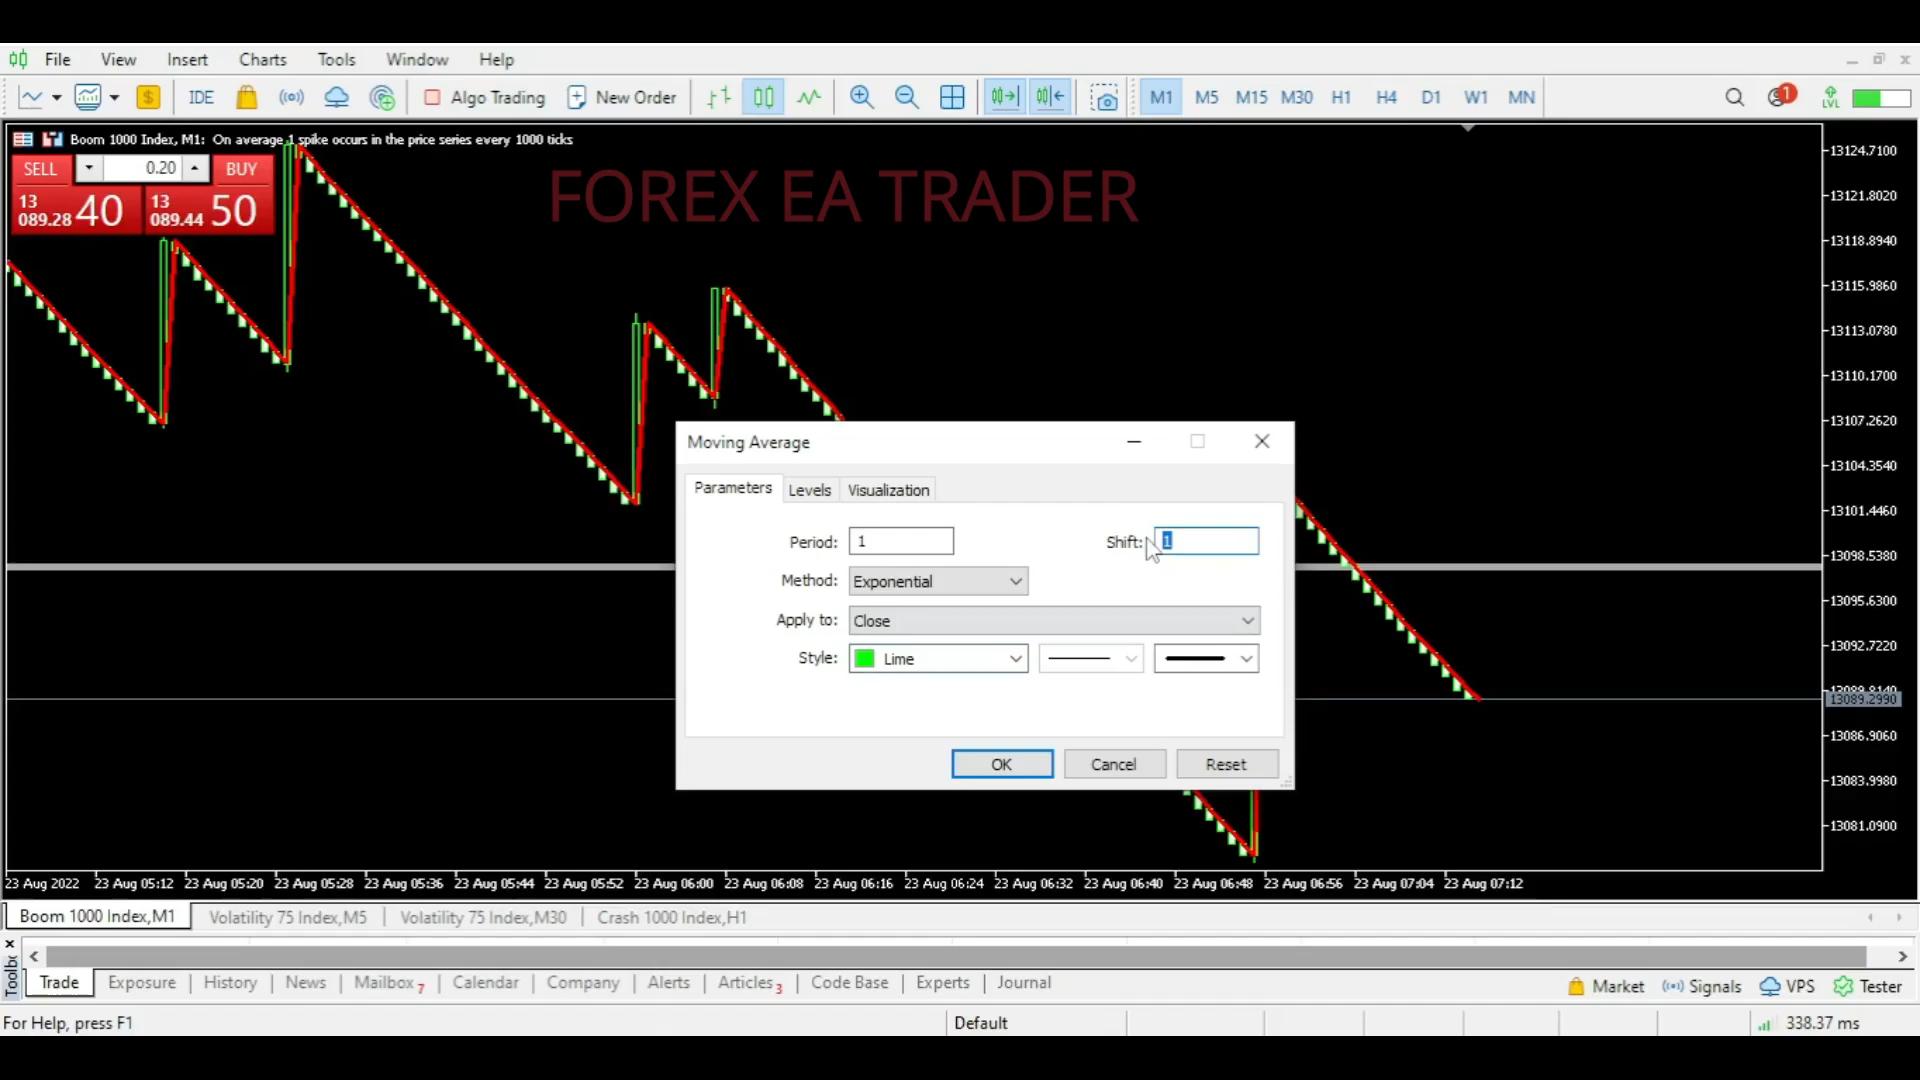 File View Insert Charts Tools Window Help
IDE Algo Trading New Order M1 M5 M15 M30 H1 H4 D1 W1 MN 1 LVL
Boom 1000 Index, M1: On average 1 spike occurs in the price series every 1000 ticks
SELL 0.20 BUY
13 089.28 40 13 089.44 50
FOREX EA TRADER
13124.7100
13121.8020
13118.8940
13115.9860
13113.0780
13110.1700
13107.2620
13104.3540
13101.4460
13098.5380
13095.6300
13092.7220
13089.8140
13089.2990
13086.9060
13083.9980
13081.0900
Moving Average
Parameters Levels Visualization
Period: 1 Shift: 1
Method: Exponential
Apply to: Close
Style: Lime
OK Cancel Reset
23 Aug 2022 23 Aug 05:12 23 Aug 05:20 23 Aug 05:28 23 Aug 05:36 23 Aug 05:44 23 Aug 05:52 23 Aug 06:00 23 Aug 06:08 23 Aug 06:16 23 Aug 06:24 23 Aug 06:32 23 Aug 06:40 23 Aug 06:48 23 Aug 06:56 23 Aug 07:04 23 Aug 07:12
Boom 1000 Index,M1 Volatility 75 Index,M5 Volatility 75 Index,M30 Crash 1000 Index,H1
Trade Exposure History News Mailbox 7 Calendar Company Alerts Articles 3 Code Base Experts Journal Market Signals VPS Tester
For Help, press F1 Default 338.37 ms